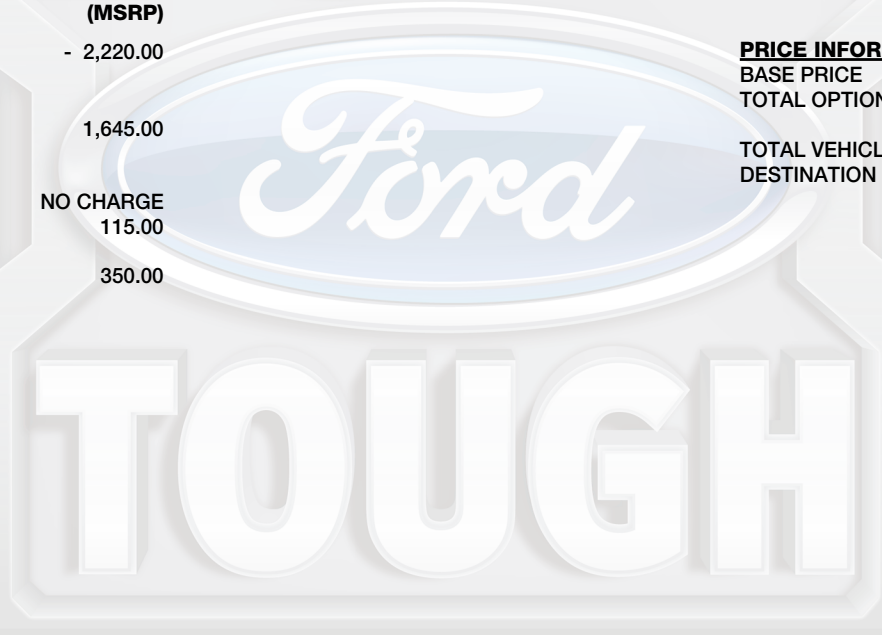 (MSRP)
- 2,220.00
1,645.00
NO CHARGE
115.00
350.00
PRICE INFOR
BASE PRICE
TOTAL OPTION
TOTAL VEHICL
DESTINATION
Ford
TOUGH